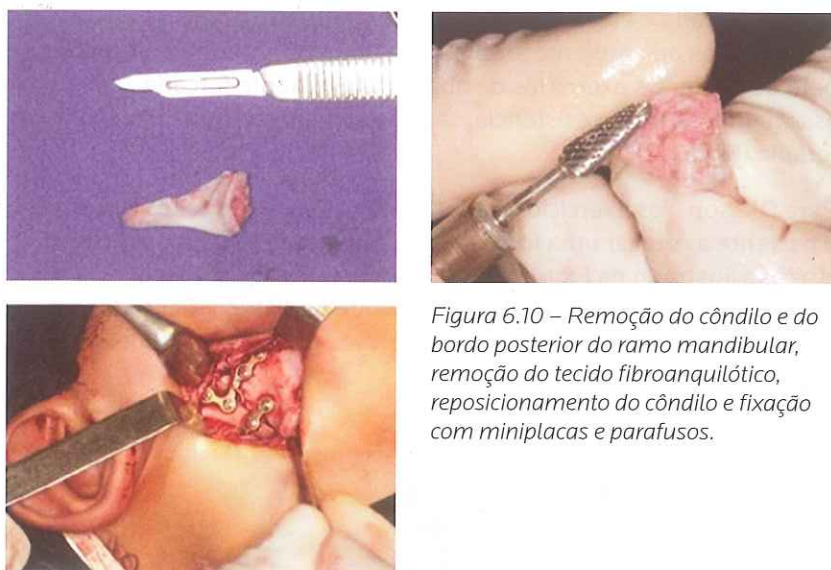 Figura 6.10 – Remoção do côndilo e do
bordo posterior do ramo mandibular,
remoção do tecido fibroanquilótico,
reposicionamento do côndilo e fixação
com miniplacas e parafusos.